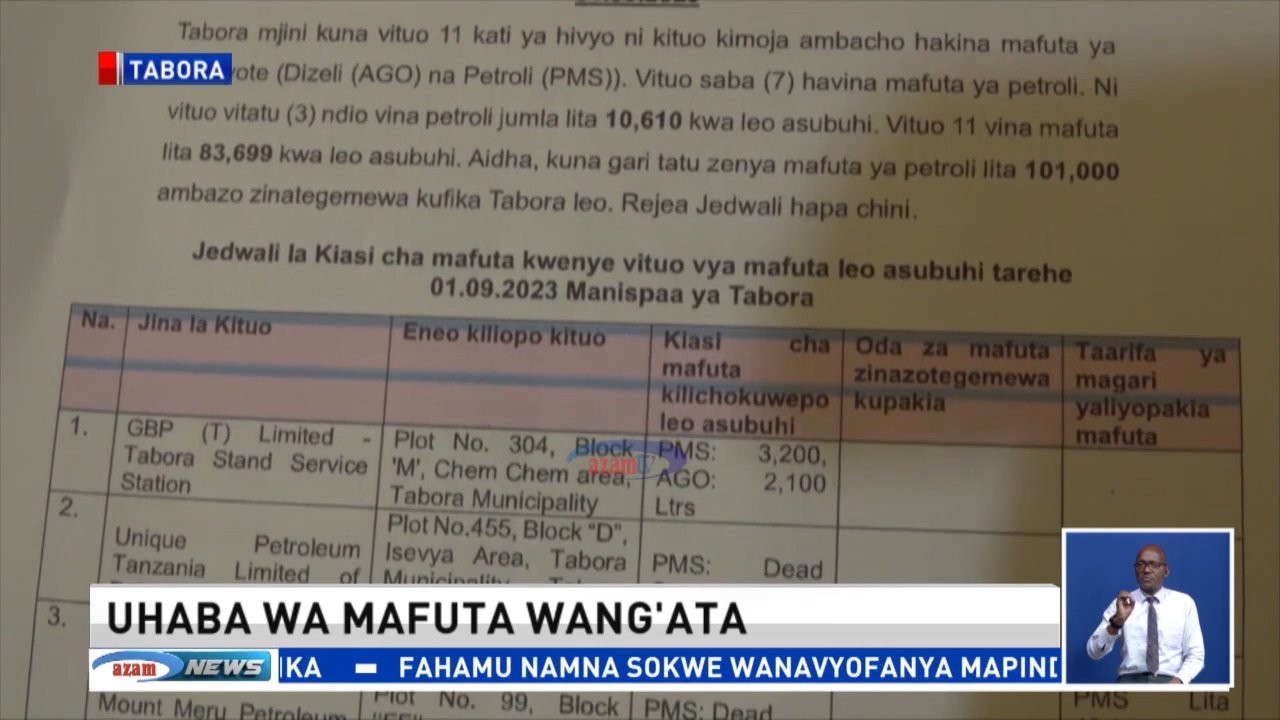 Tabora mjini kuna vituo 11 kati ya hivyo ni kituo kimoja ambacho hakina mafuta ya
TABORA
(Dizeli (AGO) na Petroli (PMS)). Vituo saba (7) havina mafuta ya petroli. Ni
vituo vitatu (3) ndio vina petroli jumla lita 10,610 kwa leo asubuhi. Vituo 11 vina mafuta
lita 83,699 kwa leo asubuhi. Aidha, kuna gari tatu zenya mafuta ya petroli lita 101,000
ambazo zinategemewa kufika Tabora leo. Rejea Jedwali hapa chini.
Jedwali la Kiasi cha mafuta kwenye vituo vya mafuta leo asubuhi tarehe
01.09.2023 Manispaa ya Tabora
Na.
Jina la Kituo
Eneo kiliopo kituo
Kiasi cha
mafuta
kilichokuwepo
leo asubuhi
Oda za mafuta
zinazotegemewa
kupakia
Taarifa ya
magari
yaliyopakia
mafuta
1.
GBP (T) Limited -
Tabora Stand Service
Station
Plot No. 304, Block
'M', Chem Chem area,
Tabora Municipality
PMS: 3,200,
AGO: 2,100
Ltrs
azam TV
2.
Unique Petroleum
Tanzania Limited of
Plot No.455, Block "D",
Isevya Area, Tabora
Municipality
PMS: Dead
3.
Mount Meru Petroleum
Plot No. 99, Block
PMS: Dead
PMS Lita
UHABA WA MAFUTA WANG'ATA
azam NEWS
IKA - FAHAMU NAMNA SOKWE WANAVYOFANYA MAPIND